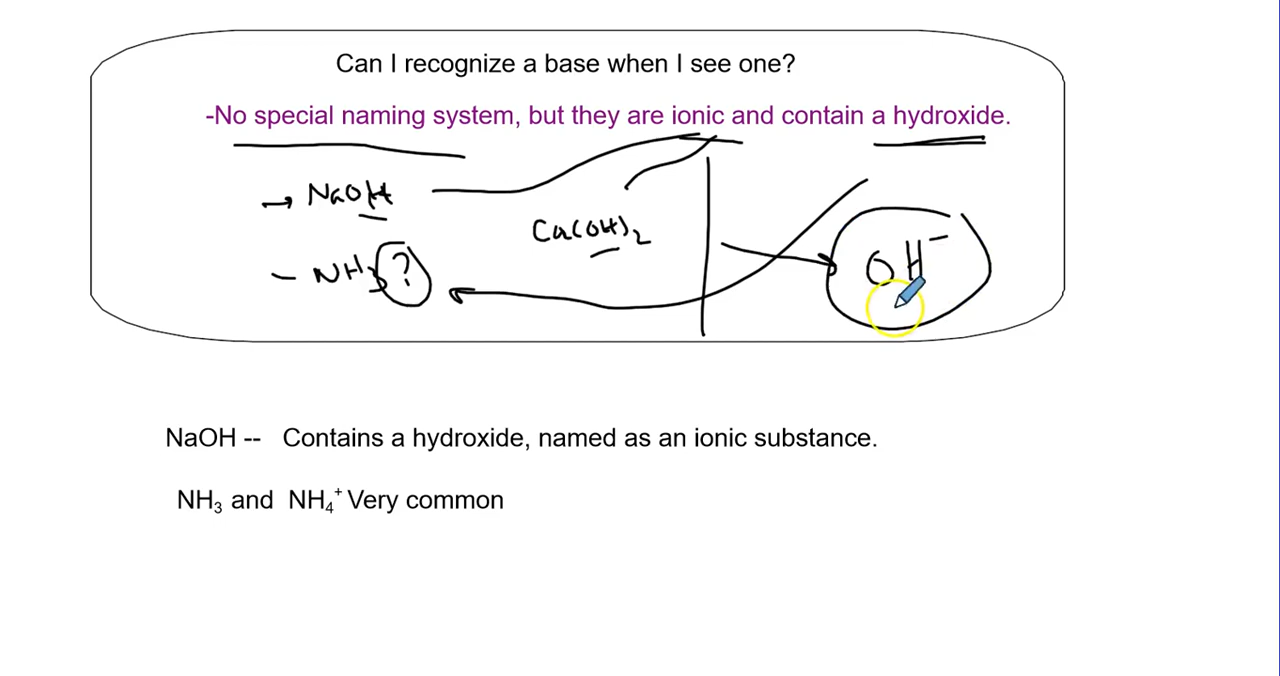 Can I recognize a base when I see one?
-No special naming system, but they are ionic and contain a hydroxide.
→ NaOH
Ca(OH)₂
- NH₃ ?
OH⁻
NaOH -- Contains a hydroxide, named as an ionic substance.
NH₃ and NH₄⁺ Very common